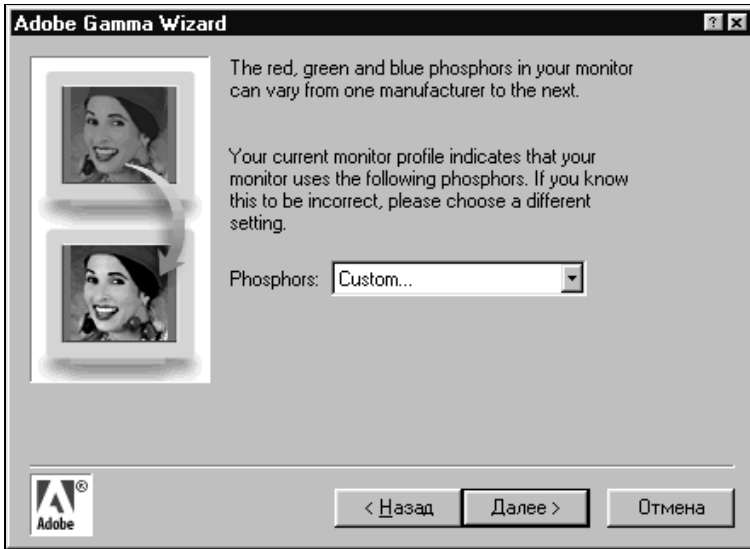 Adobe Gamma Wizard
The red, green and blue phosphors in your monitor
can vary from one manufacturer to the next.
Your current monitor profile indicates that your
monitor uses the following phosphors. If you know
this to be incorrect, please choose a different
setting.
Phosphors: Custom...
Adobe®
< Назад Далее > Отмена